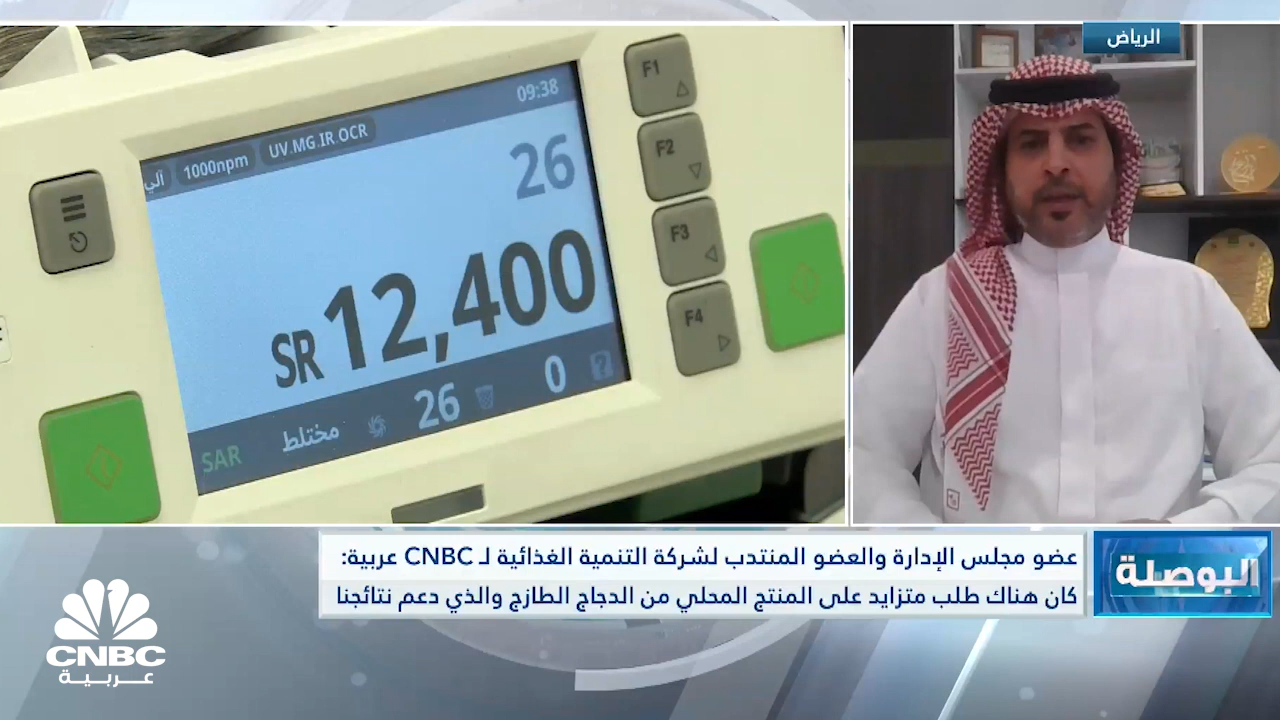 الرياض
09:38
آلي 1000npm UV.MG.IR.OCR
26
SR 12,400
SAR مختلط 26 0
F1
F2
F3
F4
عضو مجلس الإدارة والعضو المنتدب لشركة التنمية الغذائية لـ CNBC عربية:
كان هناك طلب متزايد على المنتج المحلي من الدجاج الطازج والذي دعم نتائجنا
البوصلة
CNBC
عربية